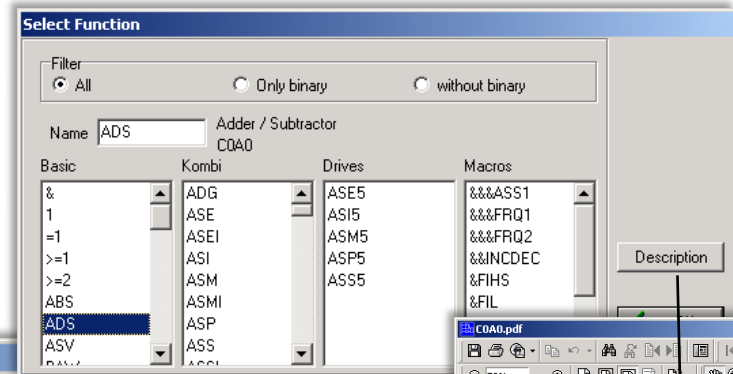 Select Function
Filter
All Only binary without binary
Name ADS Adder / Subtractor
C0A0
Basic Kombi Drives Macros
& ADG ASE5 &&&ASS1
1 ASE ASI5 &&&FRQ1
=1 ASEI ASM5 &&&FRQ2
>=1 ASI ASP5 &&INCDEC
>=2 ASM ASS5 &FIHS
Description
ABS ASMI &FIL
ADS ASP
C0A0.pdf
ASV ASS